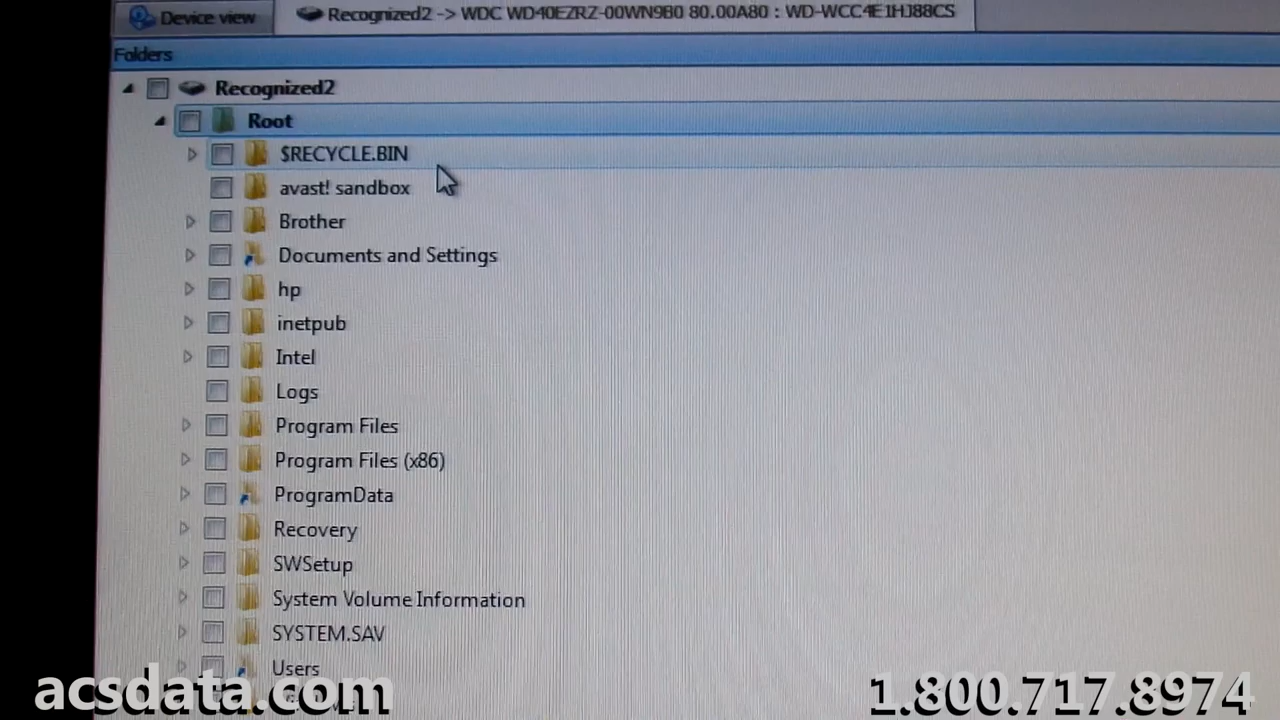 Device view
Recognized2 -> WDC WD40EZRZ-00WN9B0 80.00A80 : WD-WCC4E1HJ88CS
Folders
Recognized2
Root
$RECYCLE.BIN
avast! sandbox
Brother
Documents and Settings
hp
inetpub
Intel
Logs
Program Files
Program Files (x86)
ProgramData
Recovery
SWSetup
System Volume Information
SYSTEM.SAV
Users
acsdata.com
1.800.717.8974